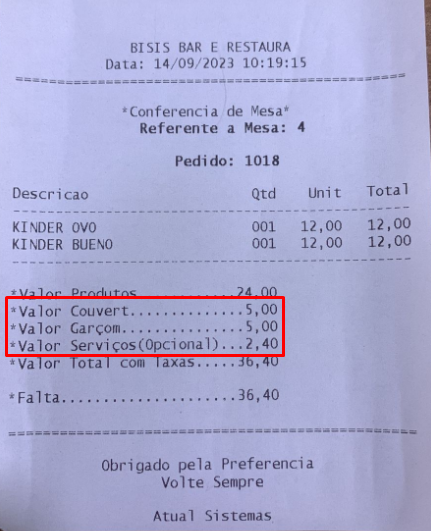 BISIS BAR E RESTAURA
Data: 14/09/2023 10:19:15
==================================================
*Conferencia de Mesa*
Referente a Mesa: 4
Pedido: 1018
Descricao Qtd Unit Total
--------------------------------------------------
KINDER OVO 001 12,00 12,00
KINDER BUENO 001 12,00 12,00
--------------------------------------------------
*Valor Produtos............24,00
*Valor Couvert..............5,00
*Valor Garçom...............5,00
*Valor Serviços(Opcional)...2,40
*Valor Total com Taxas.....36,40
*Falta.....................36,40
==================================================
Obrigado pela Preferencia
Volte Sempre
Atual Sistemas